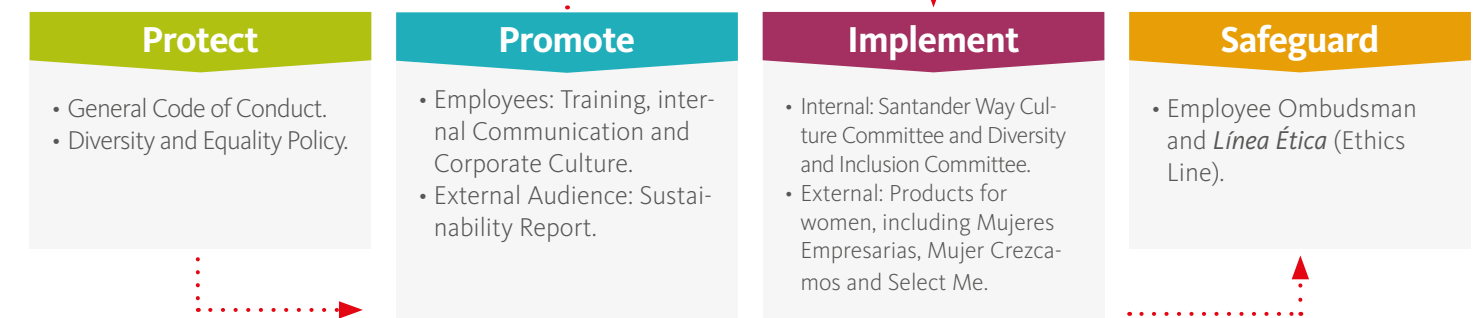 Protect
• General Code of Conduct.
• Diversity and Equality Policy.
Promote
• Employees: Training, inter-
nal Communication and
Corporate Culture.
• External Audience: Sustai-
nability Report.
Implement
• Internal: Santander Way Cul-
ture Committee and Diversity
and Inclusion Committee.
• External: Products for
women, including Mujeres
Empresarias, Mujer Crezca-
mos and Select Me.
Safeguard
• Employee Ombudsman
and Línea Ética (Ethics
Line).